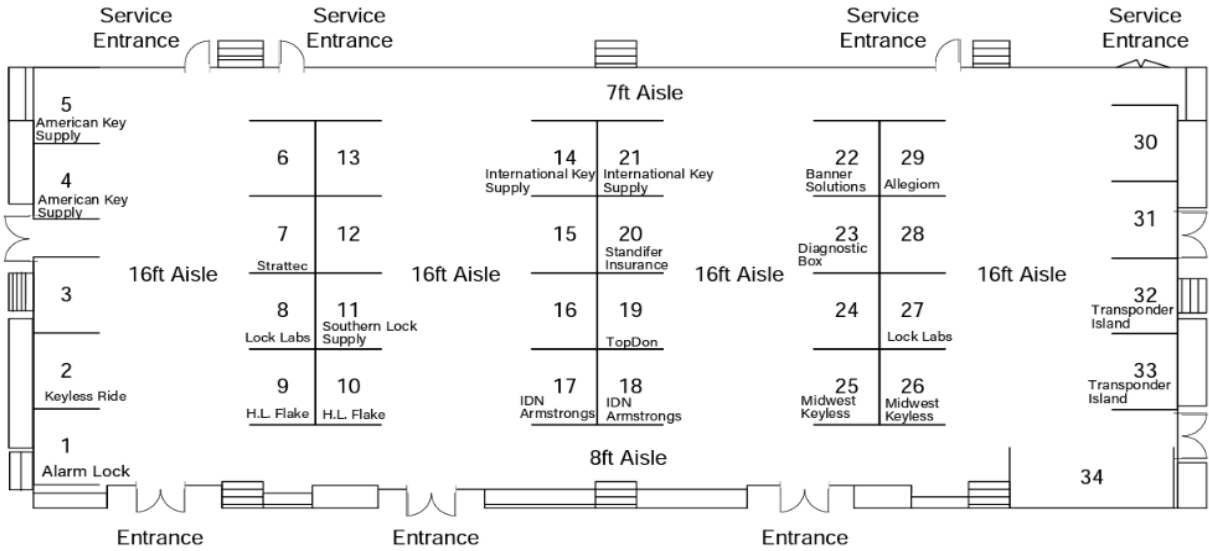 Service
Entrance
Service
Entrance
Service
Entrance
Service
Entrance
7ft Aisle
5
American Key
Supply
4
American Key
Supply
3
2
Keyless Ride
1
Alarm Lock
16ft Aisle
6
13
7
Strattec
12
8
Lock Labs
11
Southern Lock
Supply
9
H.L. Flake
10
H.L. Flake
16ft Aisle
14
International Key
Supply
21
International Key
Supply
15
20
Standifer
Insurance
16
19
TopDon
17
IDN
Armstrongs
18
IDN
Armstrongs
16ft Aisle
22
Banner
Solutions
29
Allegiom
23
Diagnostic
Box
28
24
27
Lock Labs
25
Midwest
Keyless
26
Midwest
Keyless
16ft Aisle
30
31
32
Transponder
Island
33
Transponder
Island
34
8ft Aisle
Entrance
Entrance
Entrance